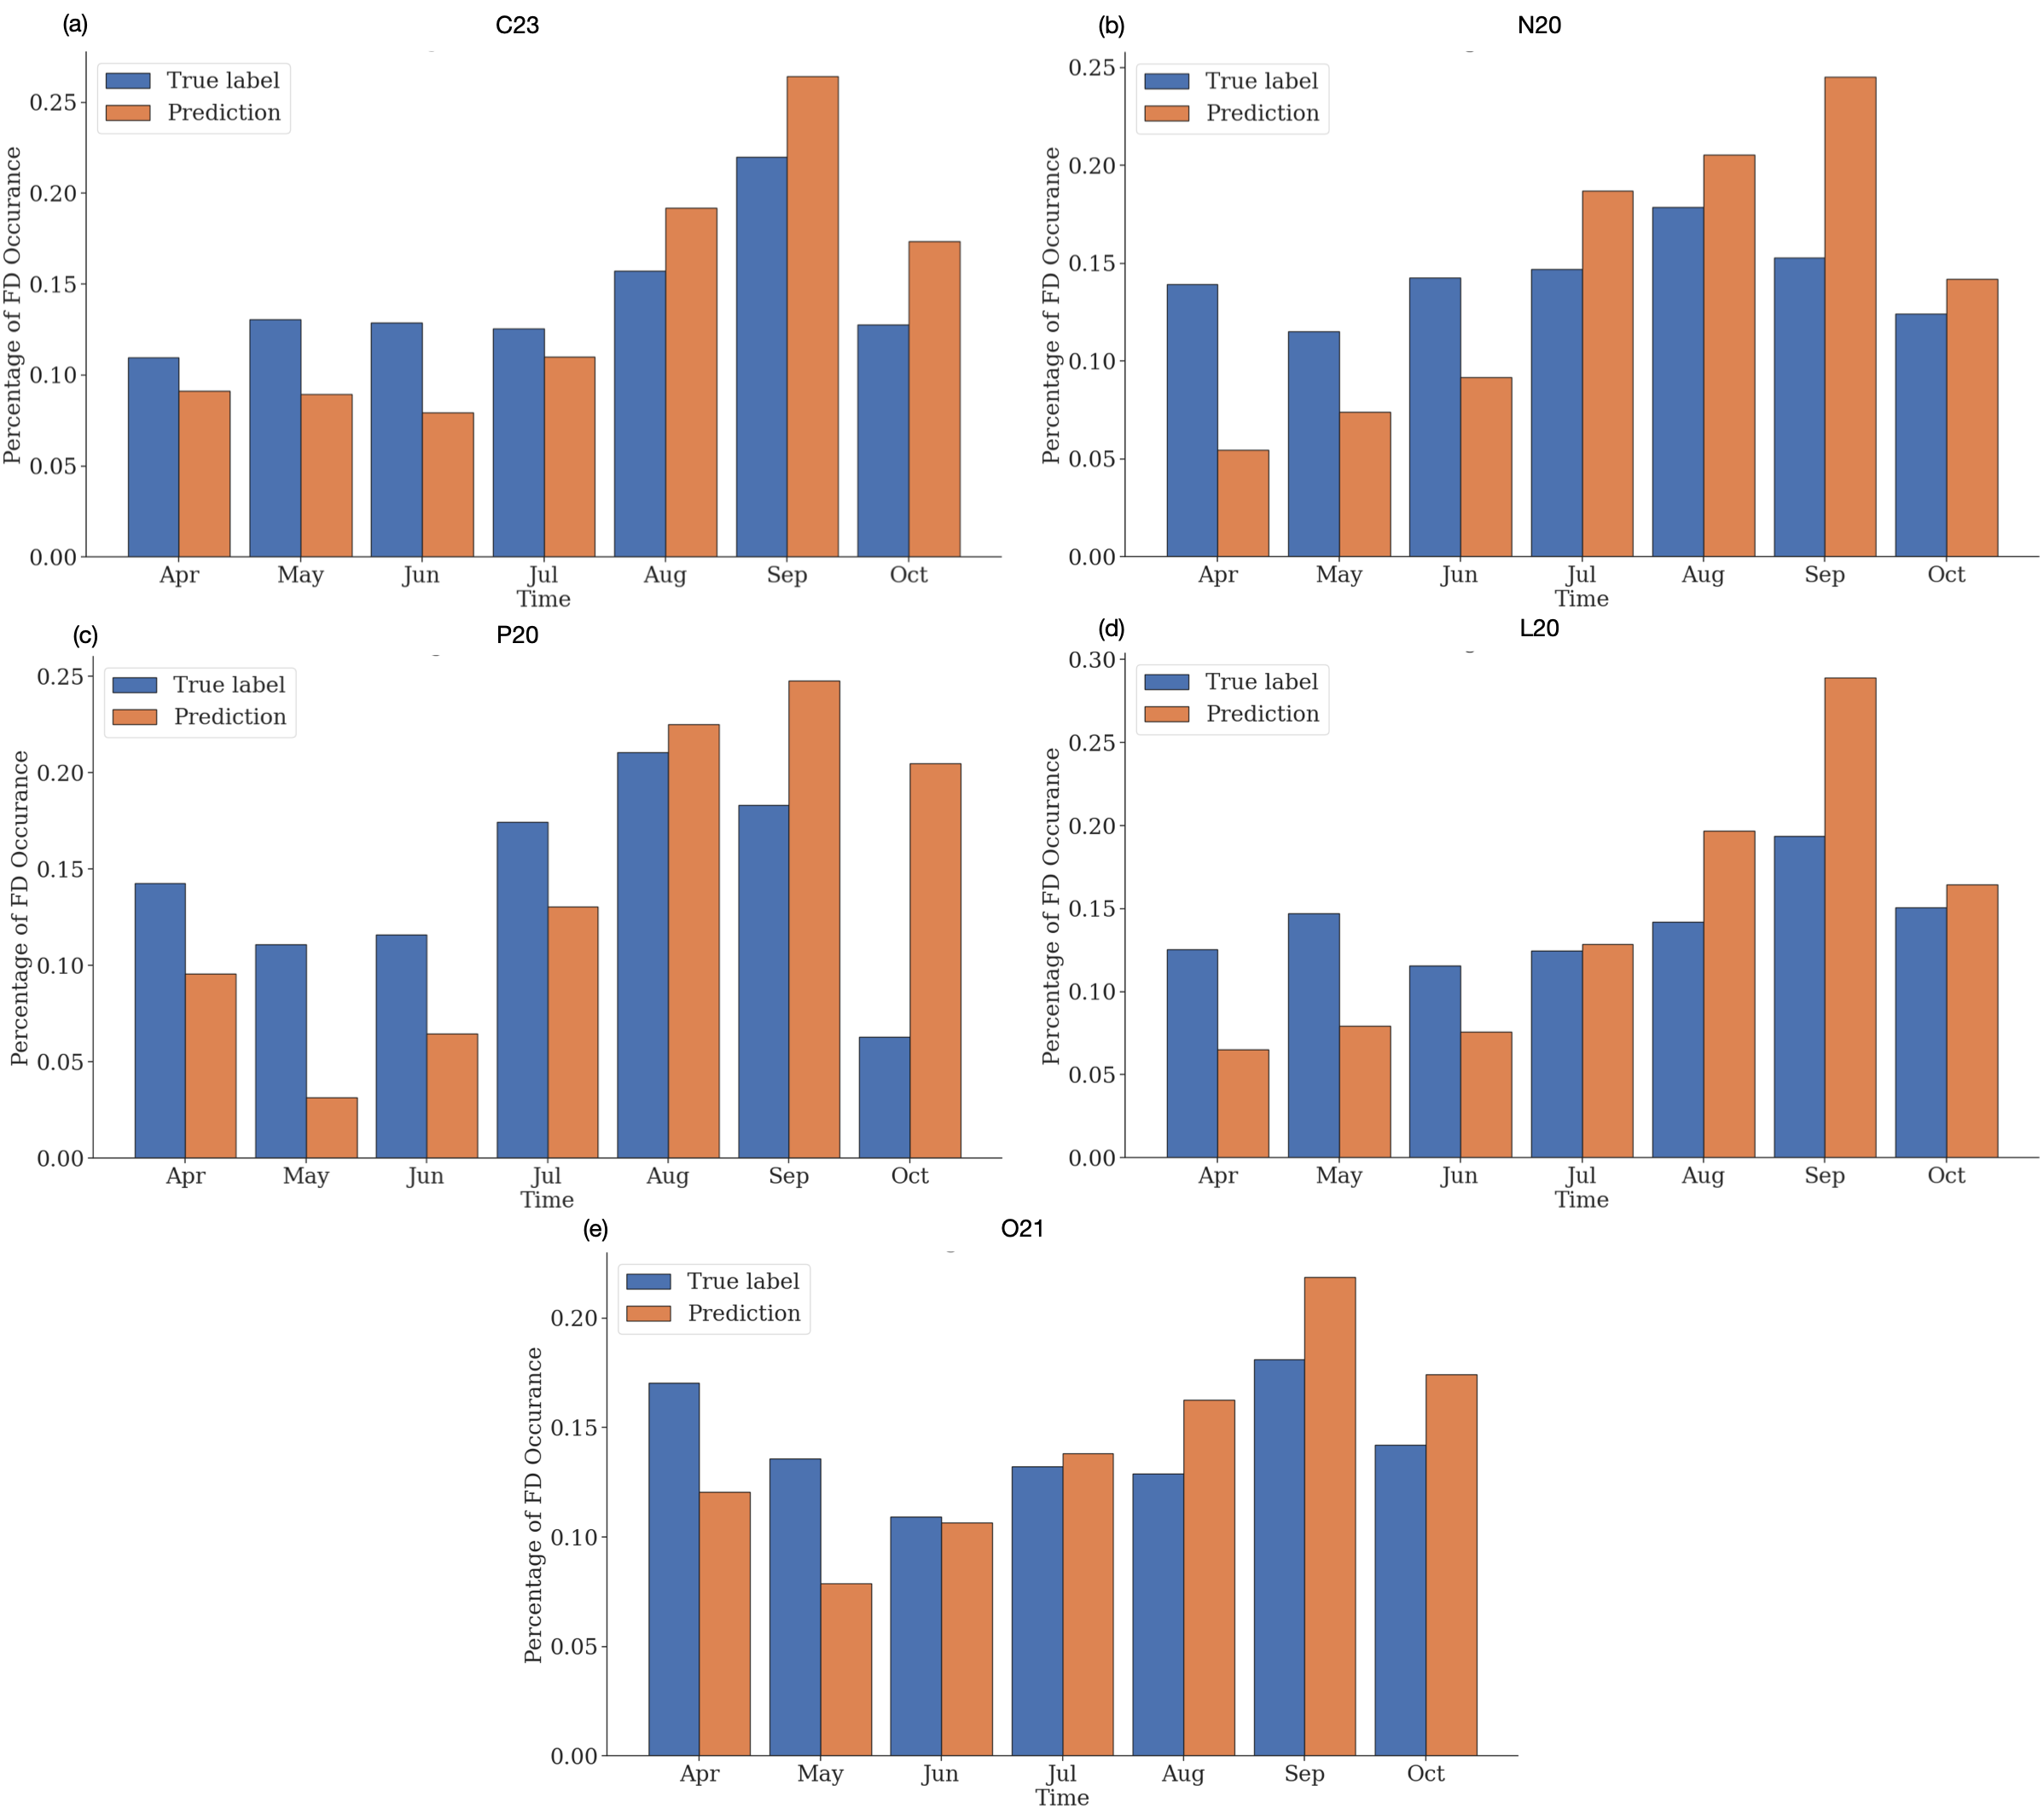 (a) C23
True label
Prediction
Percentage of FD Occurance
0.25
0.20
0.15
0.10
0.05
0.00
Apr May Jun Jul Aug Sep Oct
Time
(b) N20
True label
Prediction
Percentage of FD Occurance
0.25
0.20
0.15
0.10
0.05
0.00
Apr May Jun Jul Aug Sep Oct
Time
(c) P20
True label
Prediction
Percentage of FD Occurance
0.25
0.20
0.15
0.10
0.05
0.00
Apr May Jun Jul Aug Sep Oct
Time
(d) L20
True label
Prediction
Percentage of FD Occurance
0.30
0.25
0.20
0.15
0.10
0.05
0.00
Apr May Jun Jul Aug Sep Oct
Time
(e) O21
True label
Prediction
Percentage of FD Occurance
0.20
0.15
0.10
0.05
0.00
Apr May Jun Jul Aug Sep Oct
Time